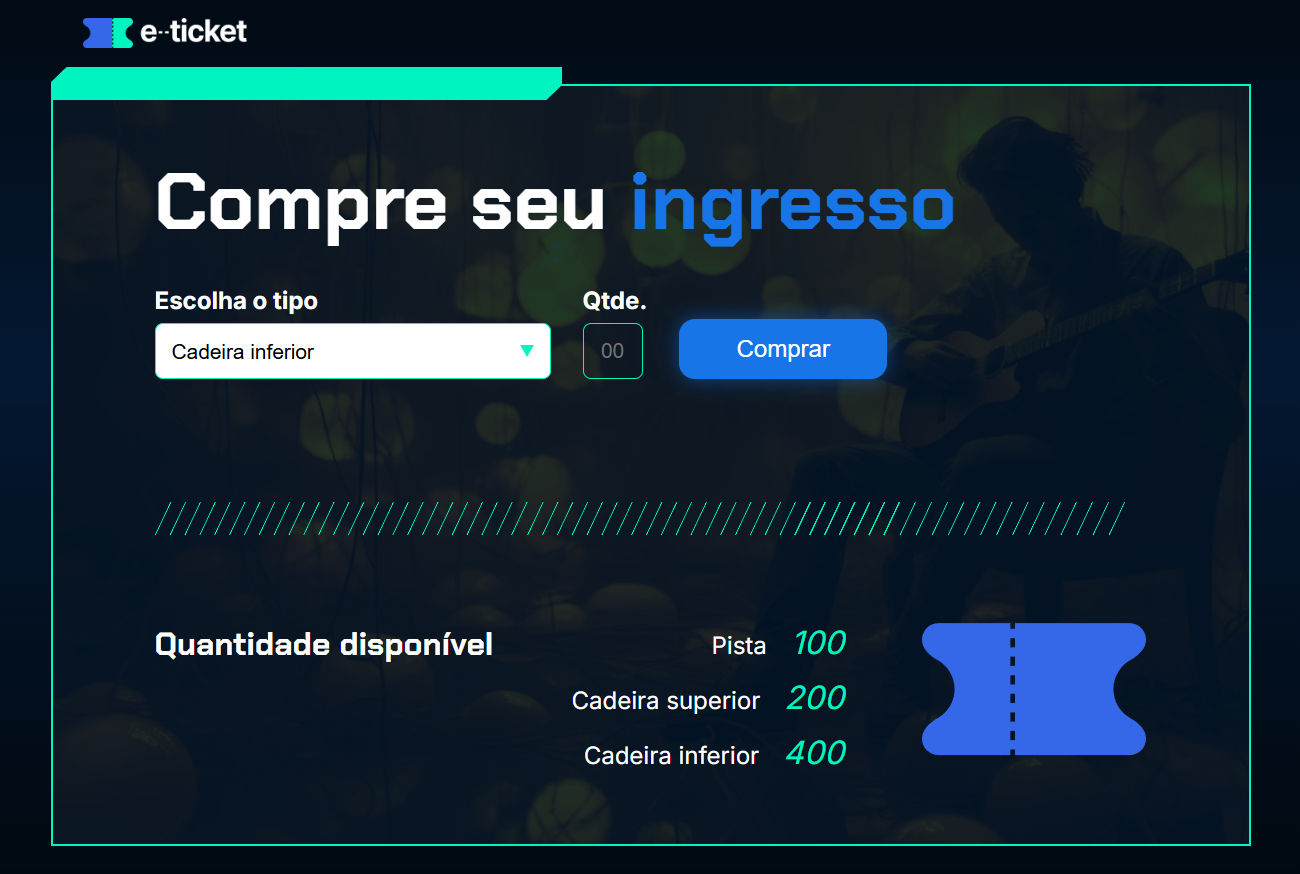 e--ticket
Compre seu ingresso
Escolha o tipo
Qtde.
Cadeira inferior
00
Comprar
Quantidade disponível
Pista 100
Cadeira superior 200
Cadeira inferior 400